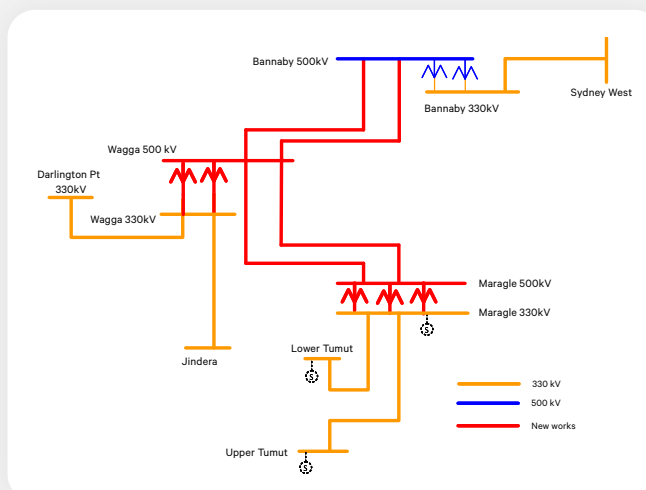 Bannaby 500kV
Sydney West
Bannaby 330kV
Wagga 500 kV
Darlington Pt
330kV
Wagga 330kV
Maragle 500kV
Maragle 330kV
S
Lower Tumut
S
Jindera
Upper Tumut
S
330 kV
500 kV
New works